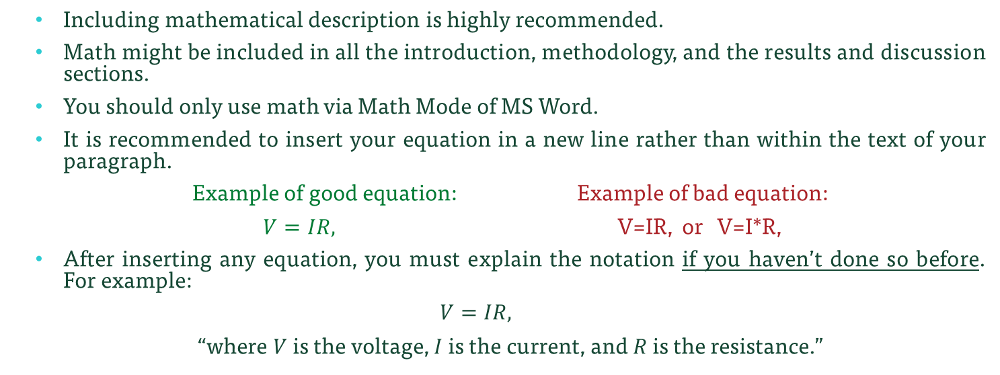 • Including mathematical description is highly recommended.
• Math might be included in all the introduction, methodology, and the results and discussion
sections.
• You should only use math via Math Mode of MS Word.
• It is recommended to insert your equation in a new line rather than within the text of your
paragraph.
Example of good equation: Example of bad equation:
V = IR, V=IR, or V=I*R,
• After inserting any equation, you must explain the notation if you haven’t done so before.
For example:
V = IR,
“where V is the voltage, I is the current, and R is the resistance.”